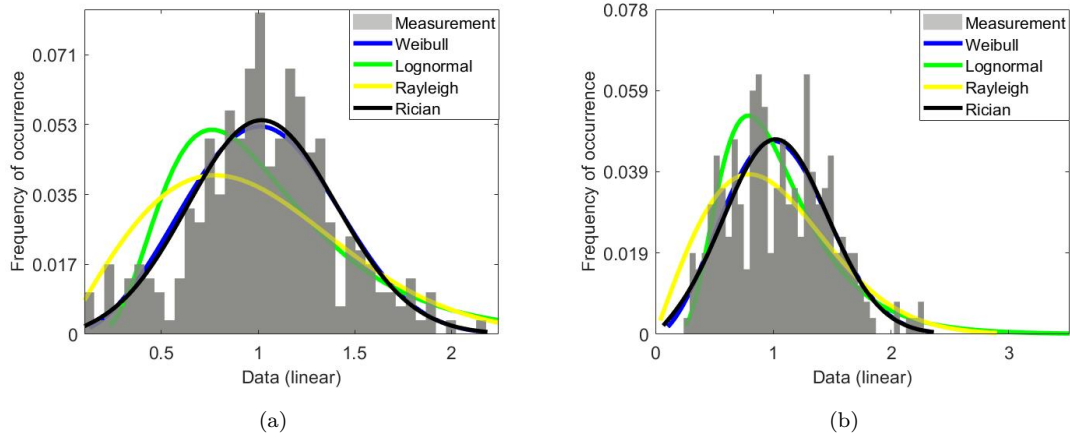 Measurement
Weibull
Lognormal
Rayleigh
Rician
0.071
0.053
0.035
0.017
0
Frequency of occurrence
0.5
1
1.5
2
Data (linear)
(a)
Measurement
Weibull
Lognormal
Rayleigh
Rician
0.078
0.059
0.039
0.019
0
Frequency of occurrence
0
1
2
3
Data (linear)
(b)